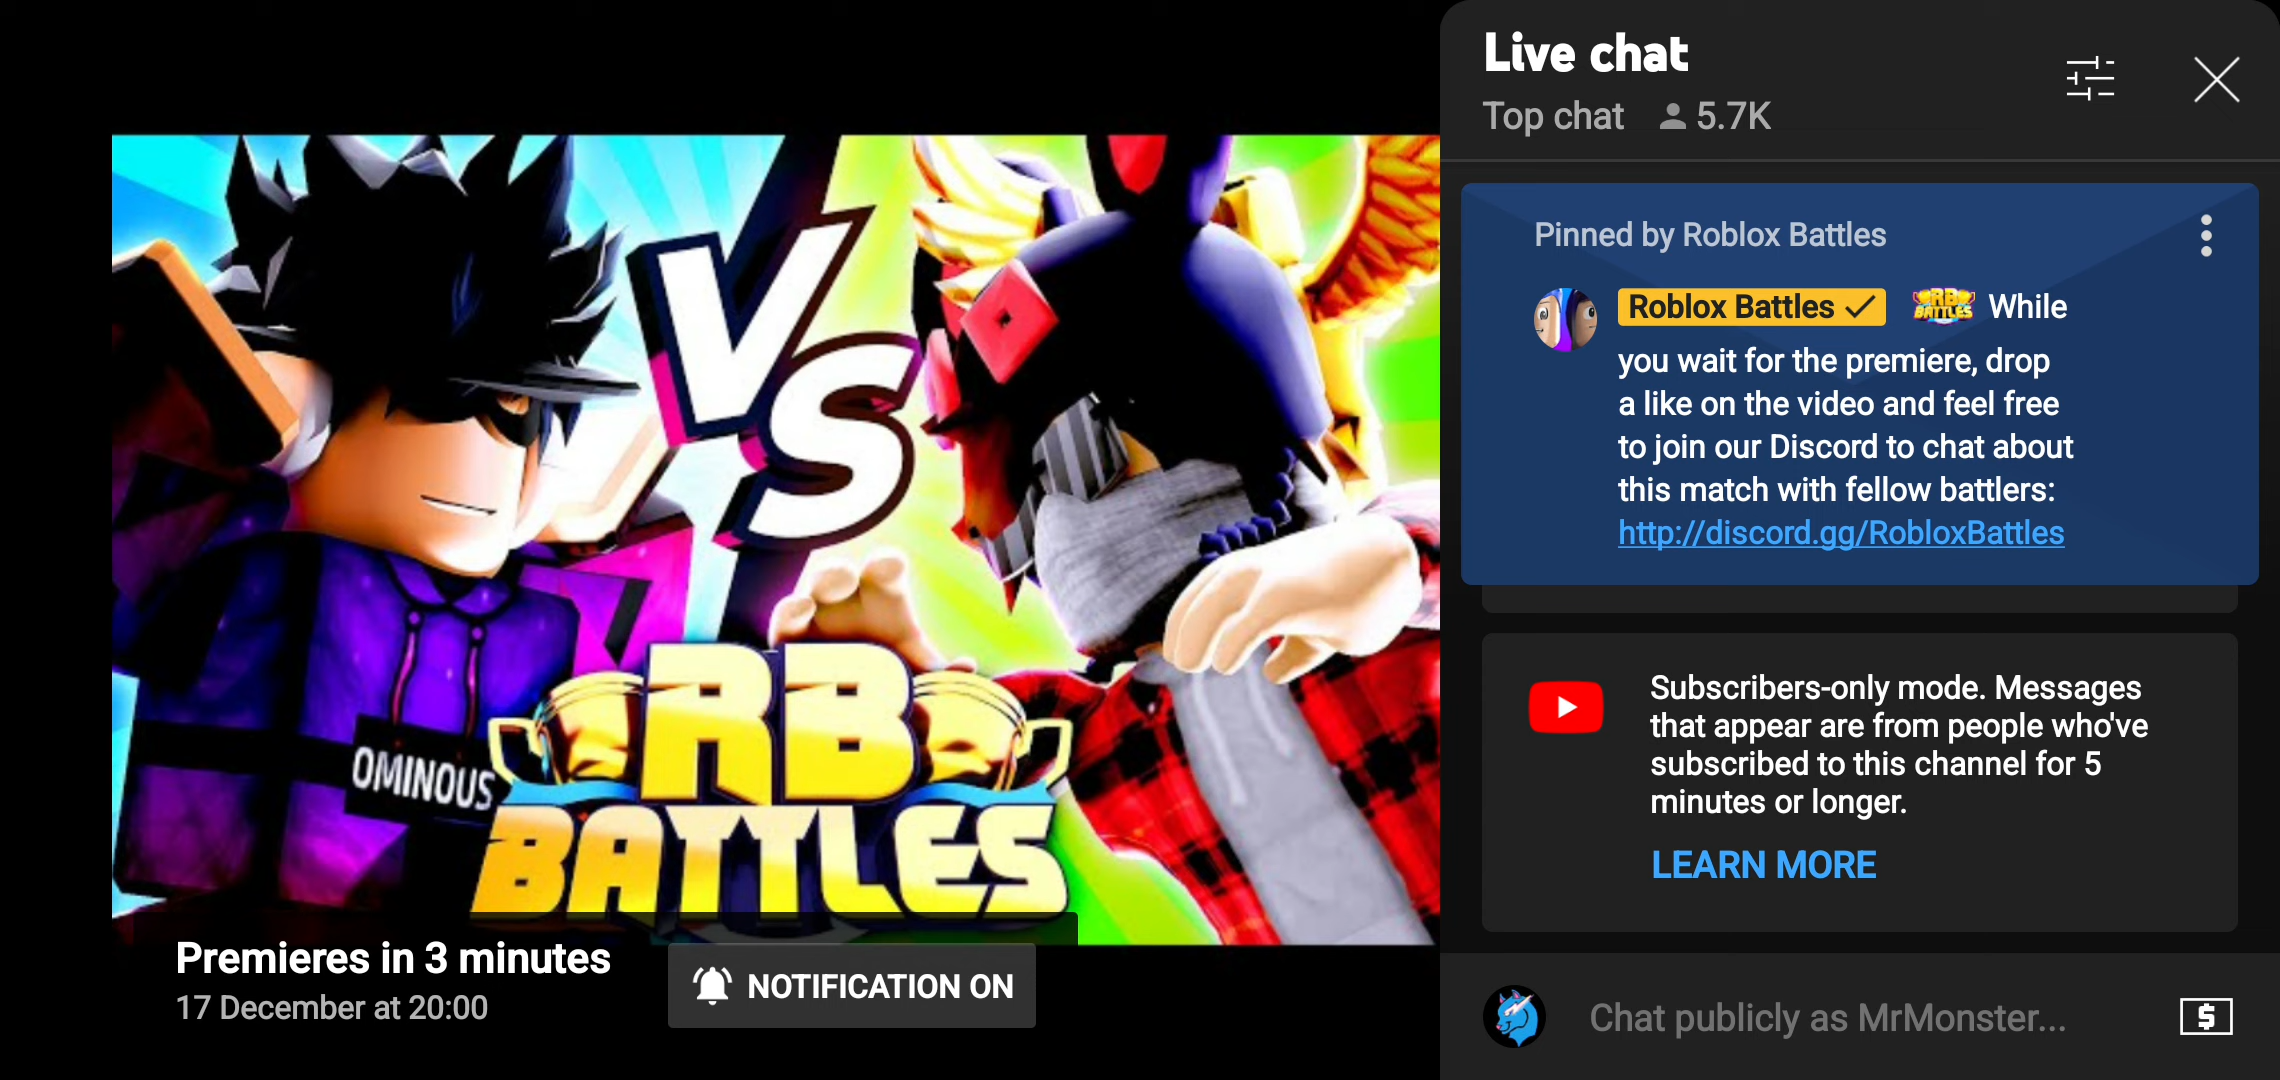 VS
OMINOUS
RB
BATTLES
Premieres in 3 minutes
17 December at 20:00
NOTIFICATION ON
Live chat
Top chat 5.7K
Pinned by Roblox Battles
Roblox Battles ✓ RB BATTLES While
you wait for the premiere, drop
a like on the video and feel free
to join our Discord to chat about
this match with fellow battlers:
http://discord.gg/RobloxBattles
Subscribers-only mode. Messages
that appear are from people who've
subscribed to this channel for 5
minutes or longer.
LEARN MORE
Chat publicly as MrMonster...
$